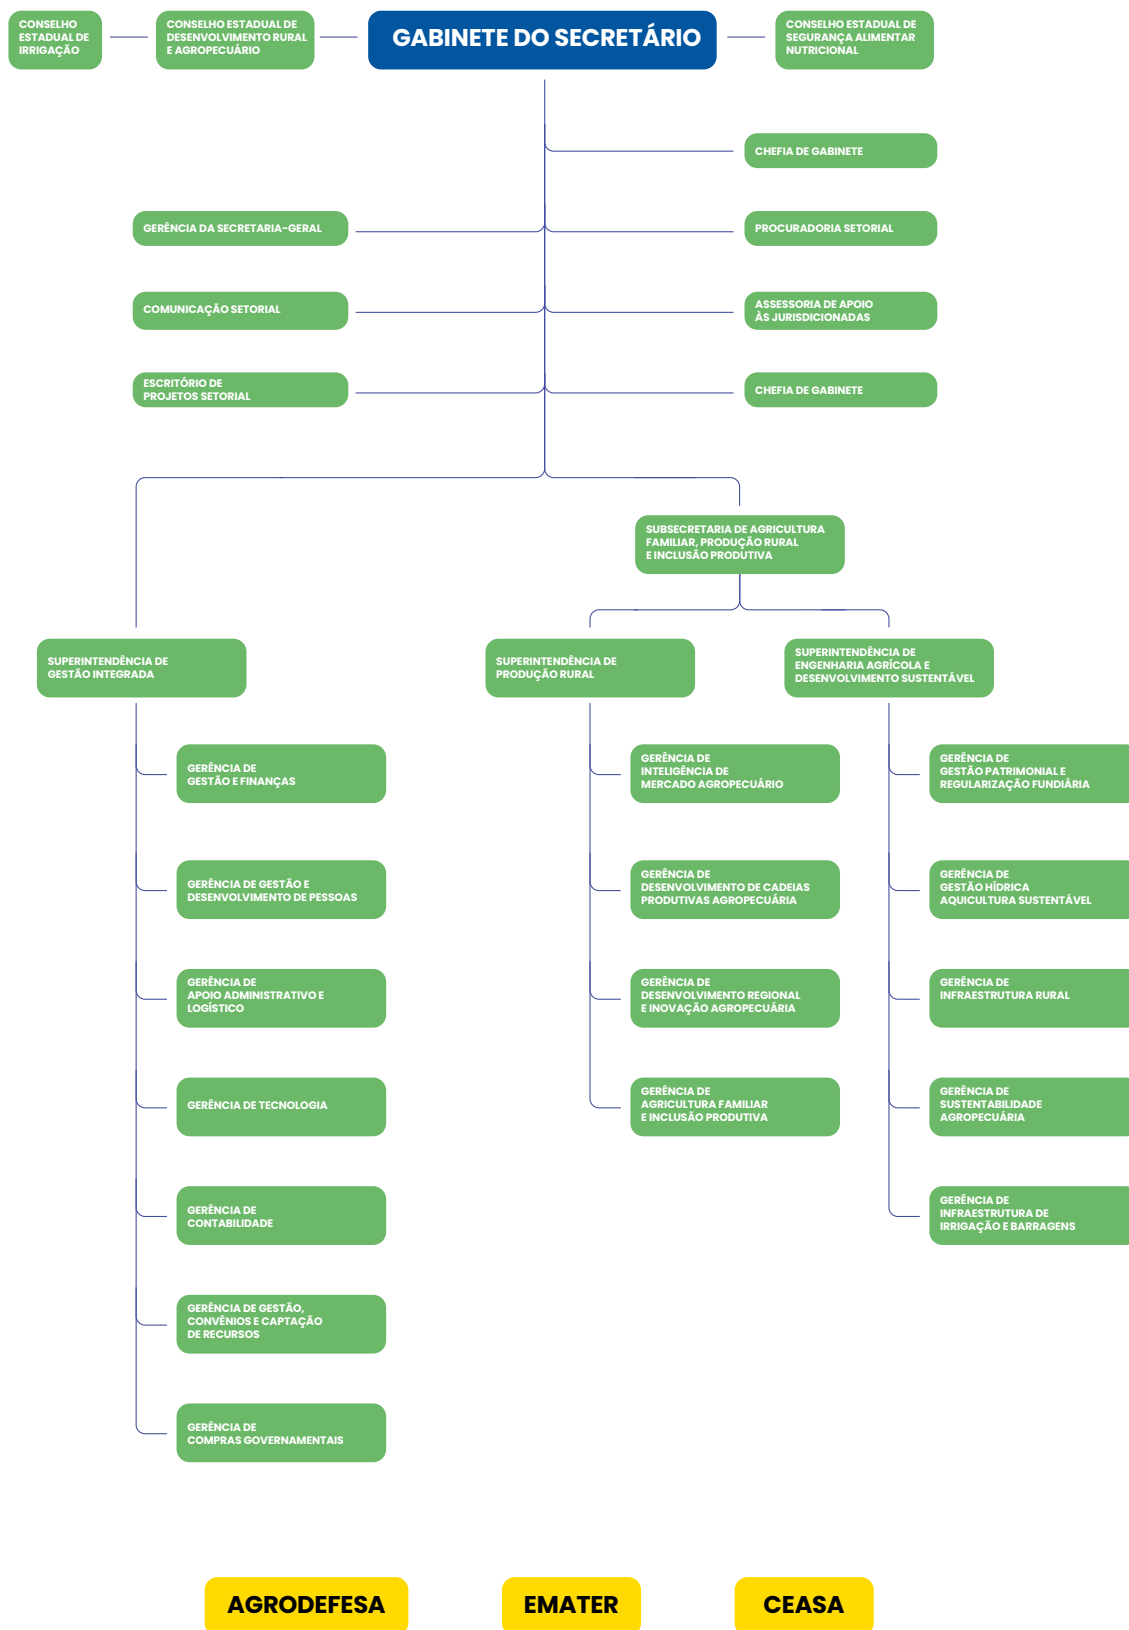 CONSELHO
ESTADUAL DE
IRRIGAÇÃO
CONSELHO ESTADUAL DE
DESENVOLVIMENTO RURAL
E AGROPECUÁRIO
GABINETE DO SECRETÁRIO
CONSELHO ESTADUAL DE
SEGURANÇA ALIMENTAR
NUTRICIONAL
CHEFIA DE GABINETE
GERÊNCIA DA SECRETARIA-GERAL
PROCURADORIA SETORIAL
COMUNICAÇÃO SETORIAL
ASSESSORIA DE APOIO
ÀS JURISDICIONADAS
ESCRITÓRIO DE
PROJETOS SETORIAL
CHEFIA DE GABINETE
SUBSECRETARIA DE AGRICULTURA
FAMILIAR, PRODUÇÃO RURAL
E INCLUSÃO PRODUTIVA
SUPERINTENDÊNCIA DE
GESTÃO INTEGRADA
SUPERINTENDÊNCIA DE
PRODUÇÃO RURAL
SUPERINTENDÊNCIA DE
ENGENHARIA AGRÍCOLA E
DESENVOLVIMENTO SUSTENTÁVEL
GERÊNCIA DE
GESTÃO E FINANÇAS
GERÊNCIA DE
INTELIGÊNCIA DE
MERCADO AGROPECUÁRIO
GERÊNCIA DE
GESTÃO PATRIMONIAL E
REGULARIZAÇÃO FUNDIÁRIA
GERÊNCIA DE GESTÃO E
DESENVOLVIMENTO DE PESSOAS
GERÊNCIA DE
DESENVOLVIMENTO DE CADEIAS
PRODUTIVAS AGROPECUÁRIA
GERÊNCIA DE
GESTÃO HÍDRICA
AQUICULTURA SUSTENTÁVEL
GERÊNCIA DE
APOIO ADMINISTRATIVO E
LOGÍSTICO
GERÊNCIA DE
DESENVOLVIMENTO REGIONAL
E INOVAÇÃO AGROPECUÁRIA
GERÊNCIA DE
INFRAESTRUTURA RURAL
GERÊNCIA DE TECNOLOGIA
GERÊNCIA DE
AGRICULTURA FAMILIAR
E INCLUSÃO PRODUTIVA
GERÊNCIA DE
SUSTENTABILIDADE
AGROPECUÁRIA
GERÊNCIA DE
CONTABILIDADE
GERÊNCIA DE
INFRAESTRUTURA DE
IRRIGAÇÃO E BARRAGENS
GERÊNCIA DE GESTÃO,
CONVÊNIOS E CAPTAÇÃO
DE RECURSOS
GERÊNCIA DE
COMPRAS GOVERNAMENTAIS
AGRODEFESA
EMATER
CEASA